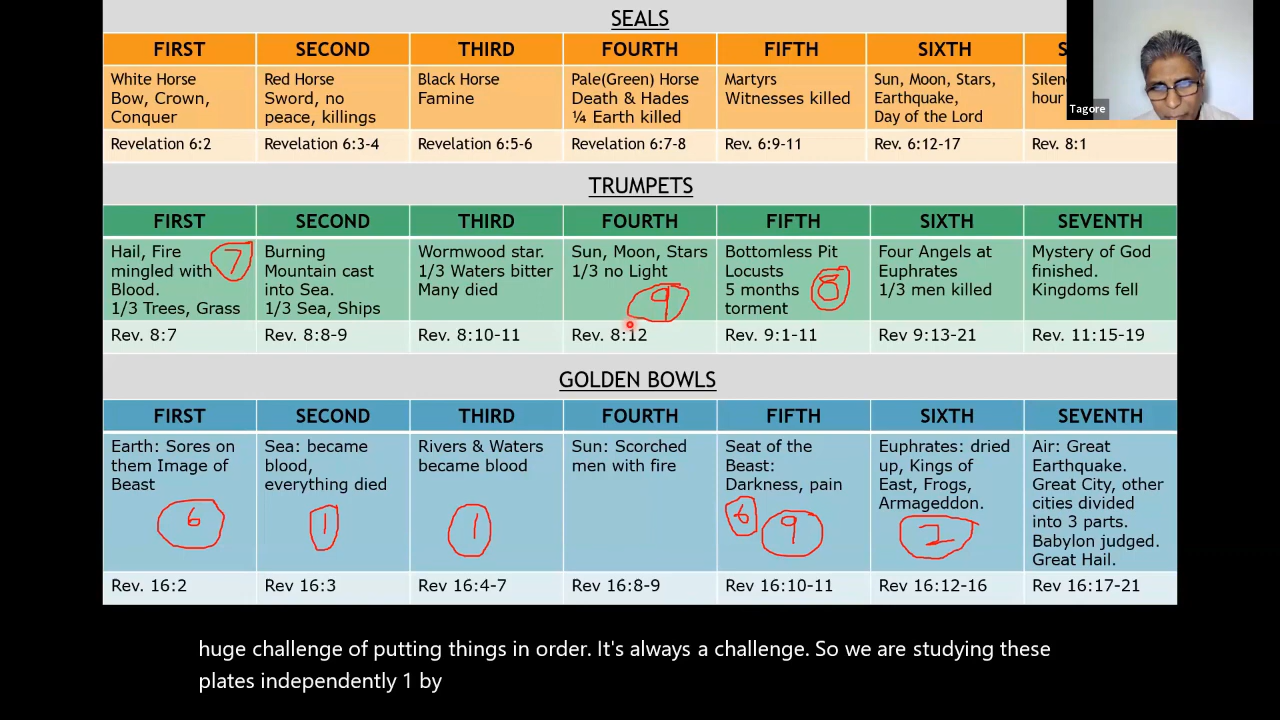 SEALS
FIRST SECOND THIRD FOURTH FIFTH SIXTH
White Horse
Bow, Crown,
Conquer
Red Horse
Sword, no
peace, killings
Black Horse
Famine
Pale(Green) Horse
Death & Hades
¼ Earth killed
Martyrs
Witnesses killed
Sun, Moon, Stars,
Earthquake,
Day of the Lord
hour
Revelation 6:2 Revelation 6:3-4 Revelation 6:5-6 Revelation 6:7-8 Rev. 6:9-11 Rev. 6:12-17 Rev. 8:1
Tagore
TRUMPETS
FIRST SECOND THIRD FOURTH FIFTH SIXTH SEVENTH
Hail, Fire
mingled with
Blood.
1/3 Trees, Grass
7
Burning
Mountain cast
into Sea.
1/3 Sea, Ships
Wormwood star.
1/3 Waters bitter
Many died
Sun, Moon, Stars
1/3 no Light
9
Bottomless Pit
Locusts
5 months
torment
8
Four Angels at
Euphrates
1/3 men killed
Mystery of God
finished.
Kingdoms fell
Rev. 8:7 Rev. 8:8-9 Rev. 8:10-11 Rev. 8:12 Rev. 9:1-11 Rev 9:13-21 Rev. 11:15-19
GOLDEN BOWLS
FIRST SECOND THIRD FOURTH FIFTH SIXTH SEVENTH
Earth: Sores on
them Image of
Beast
6
Sea: became
blood,
everything died
1
Rivers & Waters
became blood
1
Sun: Scorched
men with fire
Seat of the
Beast:
Darkness, pain
6 9
Euphrates: dried
up, Kings of
East, Frogs,
Armageddon.
2
Air: Great
Earthquake.
Great City, other
cities divided
into 3 parts.
Babylon judged.
Great Hail.
Rev. 16:2 Rev 16:3 Rev 16:4-7 Rev 16:8-9 Rev 16:10-11 Rev 16:12-16 Rev 16:17-21
huge challenge of putting things in order. It's always a challenge. So we are studying these
plates independently 1 by